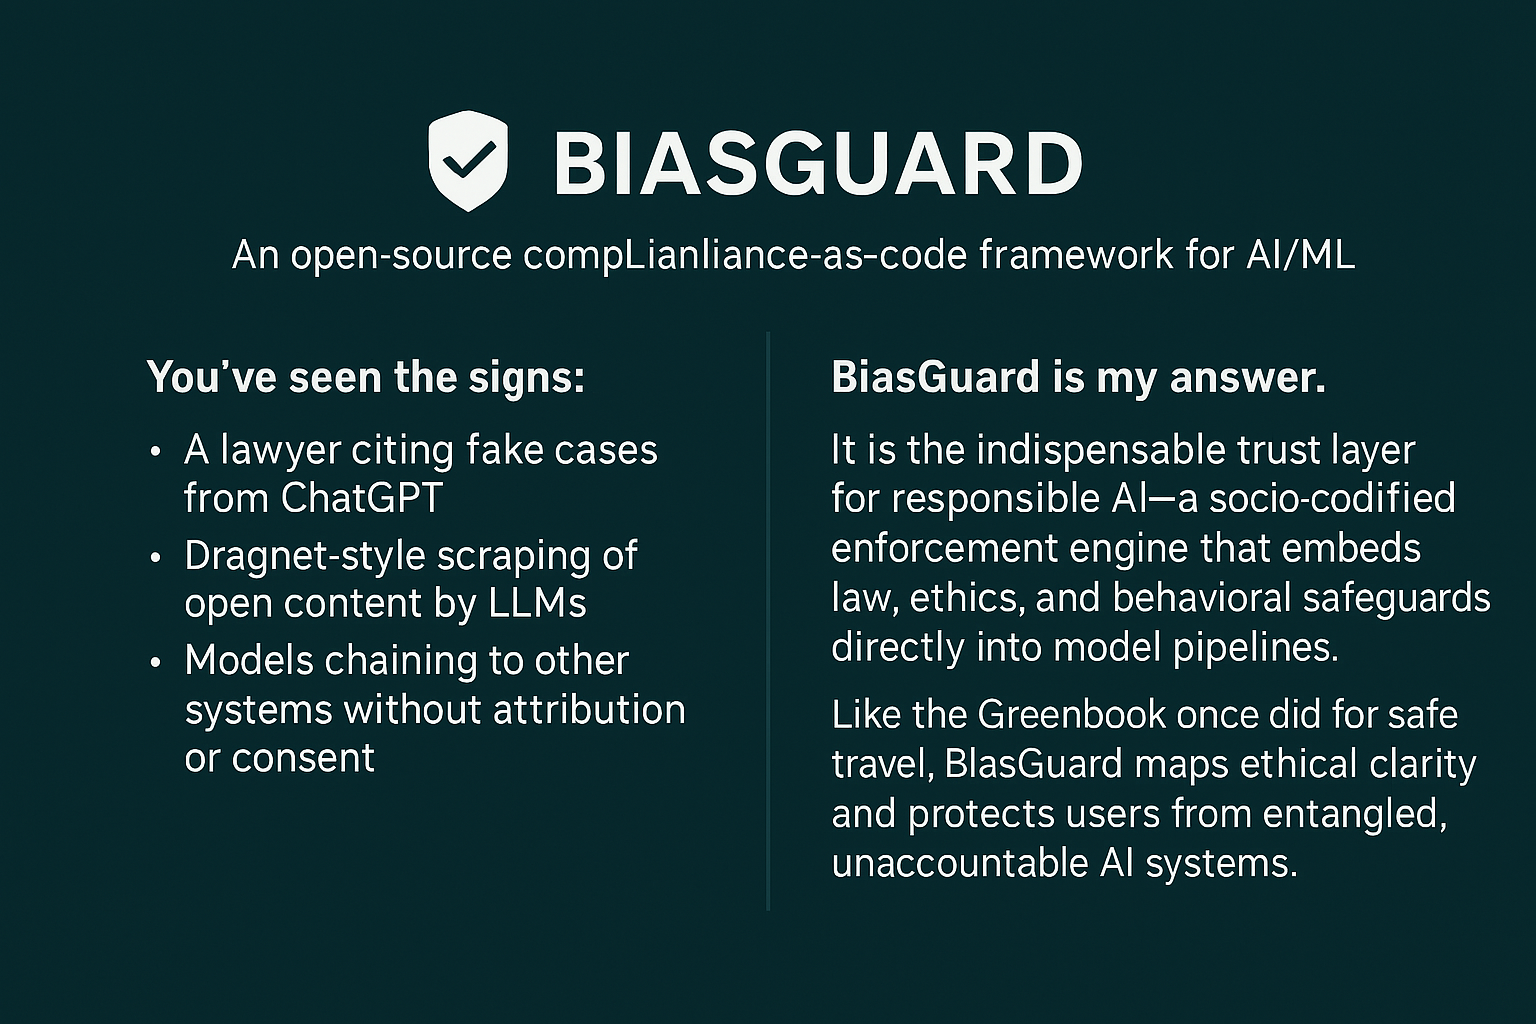 BIASGUARD
An open-source compLianliance-as-code framework for AI/ML
You've seen the signs:
• A lawyer citing fake cases
from ChatGPT
• Dragnet-style scraping of
open content by LLMs
• Models chaining to other
systems without attribution
or consent
BiasGuard is my answer.
It is the indispensable trust layer
for responsible AI—a socio-codified
enforcement engine that embeds
law, ethics, and behavioral safeguards
directly into model pipelines.
Like the Greenbook once did for safe
travel, BlasGuard maps ethical clarity
and protects users from entangled,
unaccountable AI systems.